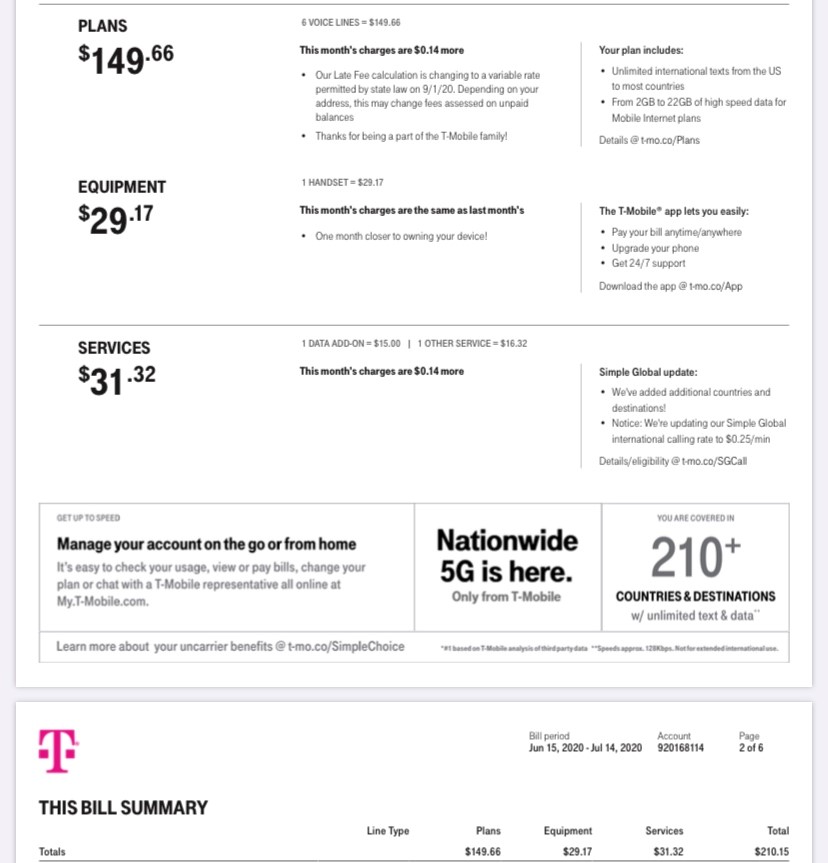 PLANS
$149.66
6 VOICE LINES = $149.66
This month's charges are $0.14 more
• Our Late Fee calculation is changing to a variable rate
permitted by state law on 9/1/20. Depending on your
address, this may change fees assessed on unpaid
balances
• Thanks for being a part of the T-Mobile family!
Your plan includes:
• Unlimited international texts from the US
to most countries
• From 2GB to 22GB of high speed data for
Mobile Internet plans
Details @ t-mo.co/Plans
EQUIPMENT
$29.17
1 HANDSET = $29.17
This month's charges are the same as last month's
• One month closer to owning your device!
The T-Mobile® app lets you easily:
• Pay your bill anytime/anywhere
• Upgrade your phone
• Get 24/7 support
Download the app @ t-mo.co/App
SERVICES
$31.32
1 DATA ADD-ON = $15.00 | 1 OTHER SERVICE = $16.32
This month's charges are $0.14 more
Simple Global update:
• We've added additional countries and
destinations!
• Notice: We're updating our Simple Global
international calling rate to $0.25/min
Details/eligibility @ t-mo.co/SGCall
GET UP TO SPEED
Manage your account on the go or from home
It's easy to check your usage, view or pay bills, change your
plan or chat with a T-Mobile representative all online at
My.T-Mobile.com.
Nationwide
5G is here.
Only from T-Mobile
YOU ARE COVERED IN
210+
COUNTRIES & DESTINATIONS
w/ unlimited text & data**
Learn more about your uncarrier benefits @ t-mo.co/SimpleChoice
*#1 based on T-Mobile analysis of third party data **Speeds approx. 128Kbps. Not for extended international use.
T
Bill period
Jun 15, 2020 - Jul 14, 2020
Account
920168114
Page
2 of 6
THIS BILL SUMMARY
Line Type Plans Equipment Services Total
Totals $149.66 $29.17 $31.32 $210.15